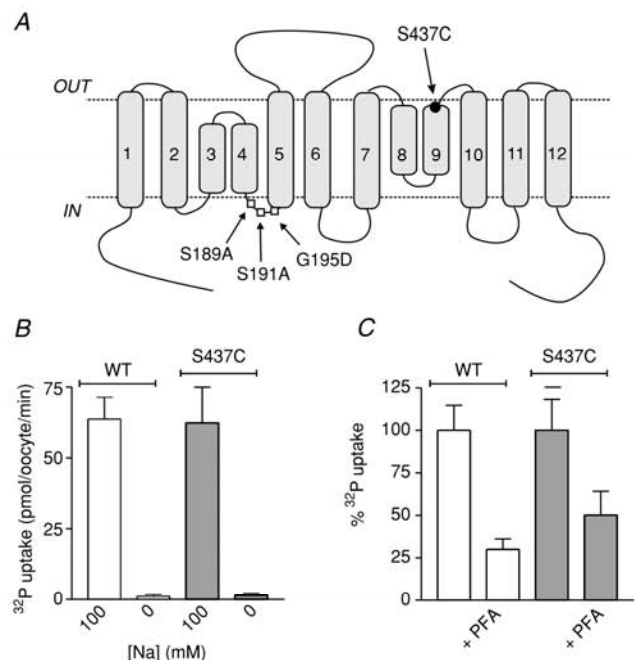 A
S437C
OUT
1 2 3 4 5 6 7 8 9 10 11 12
IN
S189A
S191A
G195D
B
WT
S437C
³²P uptake (pmol/oocyte/min)
75
50
25
0
100 0 100 0
[Na] (mM)
C
WT
S437C
% ³²P uptake
125
100
75
50
25
0
+ PFA + PFA